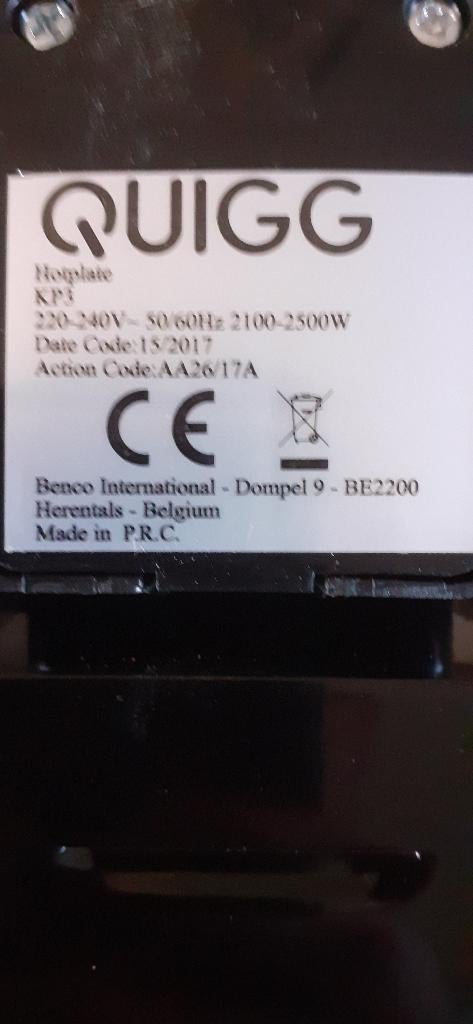 QUIGG
Hotplate
KP3
220-240V~ 50/60Hz 2100-2500W
Date Code:15/2017
Action Code:AA26/17A
CE
Benco International - Dompel 9 - BE2200
Herentals - Belgium
Made in P.R.C.